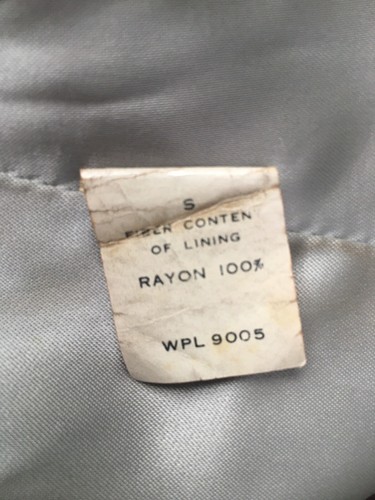 S
FIBER CONTEN
OF LINING
RAYON 100%
WPL 9005